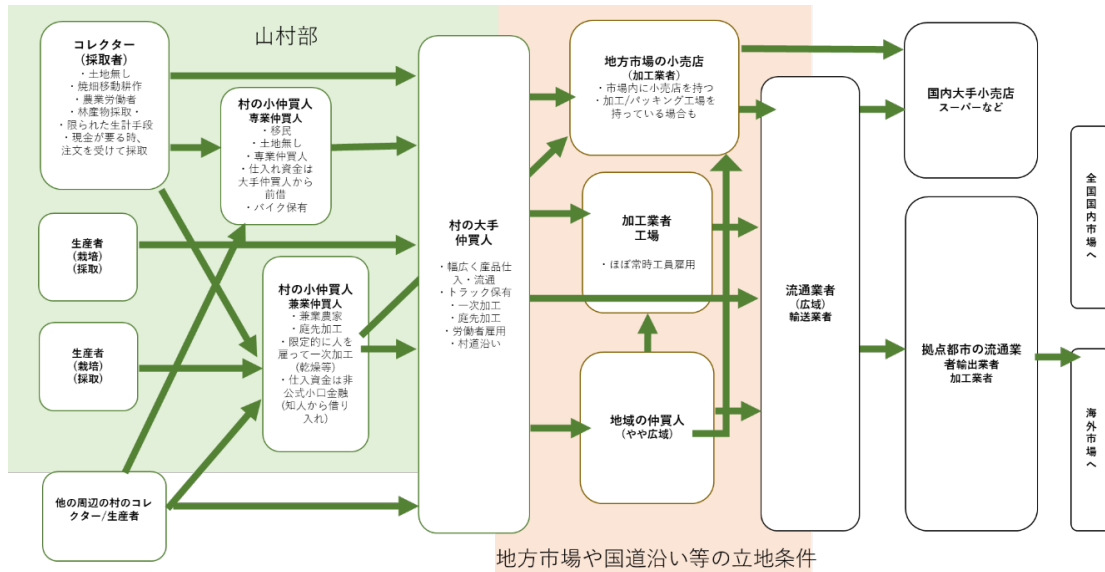 山村部
コレクター
(採取者)
・土地無し
・焼畑移動耕作
・農業労働者
・林産物採取・
・限られた生計手段
・現金が要る時、
注文を受けて採取
生産者
(栽培)
(採取)
生産者
(栽培)
(採取)
他の周辺の村のコレ
クター/生産者
村の小仲買人
専業仲買人
・移民
・土地無し
・専業仲買人
・仕入れ資金は
大手仲買人から
前借
・バイク保有
村の小仲買人
兼業仲買人
・兼業農家
・庭先加工
・限定的に人を
雇って一次加工
(乾燥等)
・仕入資金は非
公式小口金融
(知人から借り
入れ)
村の大手
仲買人
・幅広く産品仕
入・流通
・トラック保有
・一次加工
・庭先加工
・労働者雇用
・村道沿い
地方市場の小売店
(加工業者)
・市場内に小売店を持つ
・加工/パッキング工場を
持っている場合も
加工業者
工場
・ほぼ常時工員雇用
地域の仲買人
(やや広域)
地方市場や国道沿い等の立地条件
流通業者
(広域)
輸送業者
国内大手小売店
スーパーなど
拠点都市の流通業
者輸出業者
加工業者
全国国内市場へ
海外市場へ